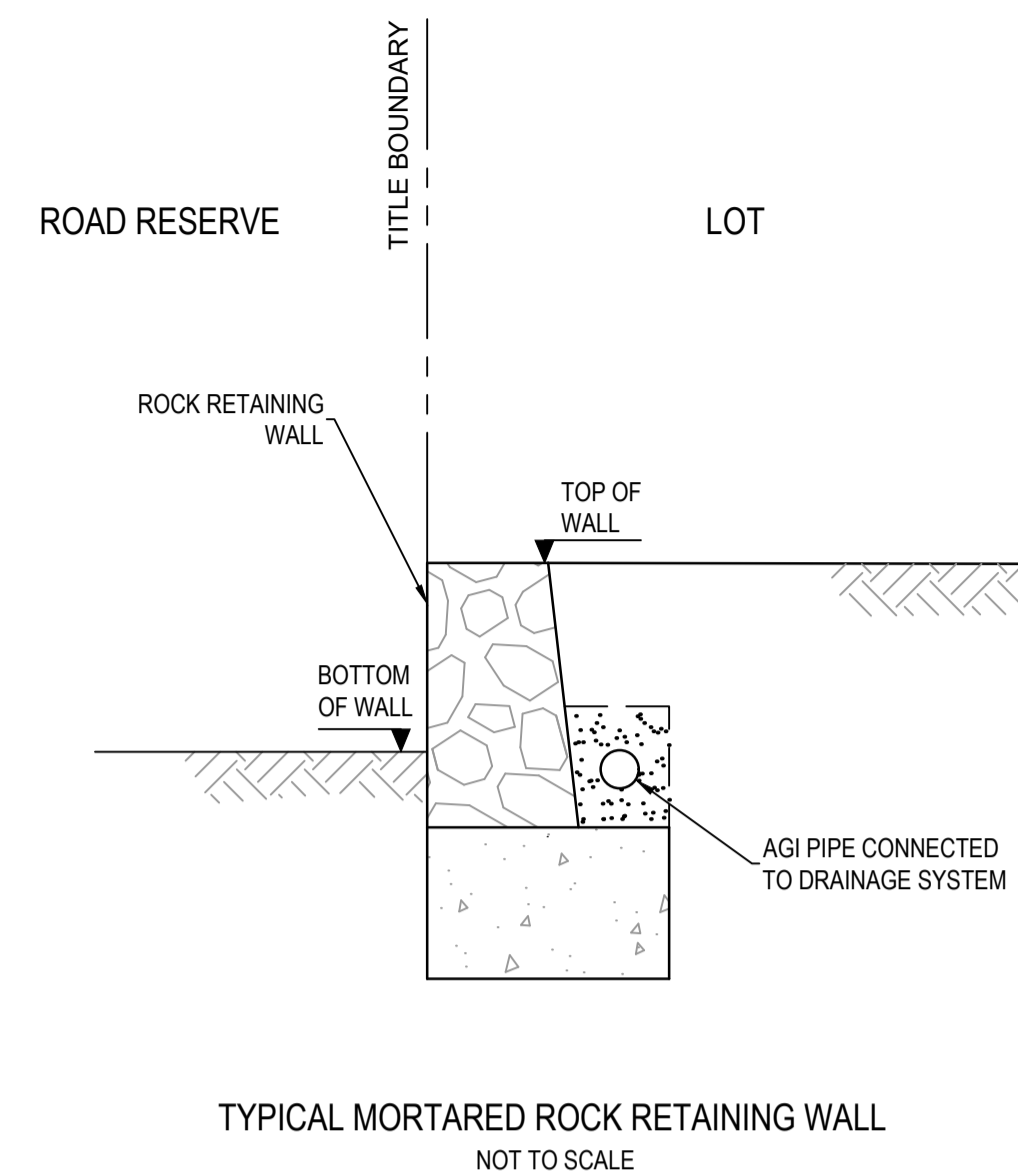 TITLE BOUNDARY
ROAD RESERVE
LOT
ROCK RETAINING
WALL
TOP OF
WALL
BOTTOM
OF WALL
AGI PIPE CONNECTED
TO DRAINAGE SYSTEM
TYPICAL MORTARED ROCK RETAINING WALL
NOT TO SCALE